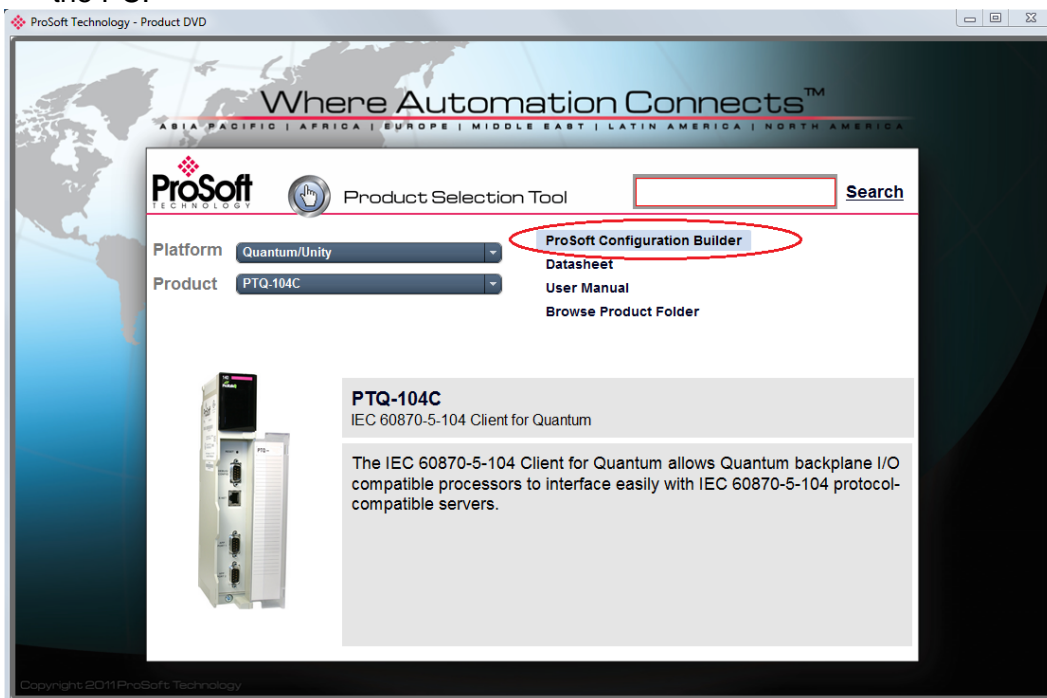 the PC.
ProSoft Technology - Product DVD
Where Automation Connects™
ASIA PACIFIC | AFRICA | EUROPE | MIDDLE EAST | LATIN AMERICA | NORTH AMERICA
ProSoft
TECHNOLOGY
Product Selection Tool
Search
Platform
Quantum/Unity
Product
PTQ-104C
ProSoft Configuration Builder
Datasheet
User Manual
Browse Product Folder
PTQ-104C
IEC 60870-5-104 Client for Quantum
The IEC 60870-5-104 Client for Quantum allows Quantum backplane I/O
compatible processors to interface easily with IEC 60870-5-104 protocol-
compatible servers.
Copyright 2011 ProSoft Technology